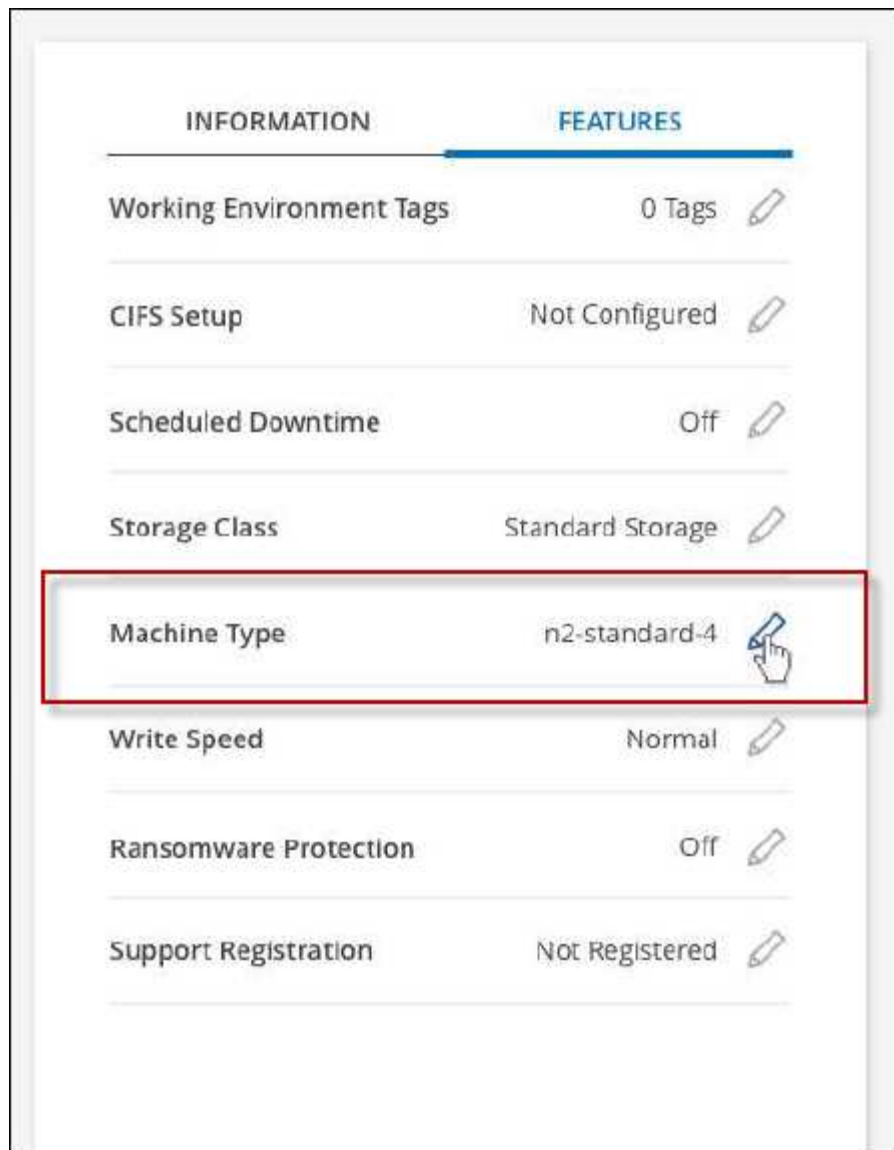 INFORMATION FEATURES
Working Environment Tags 0 Tags
CIFS Setup Not Configured
Scheduled Downtime Off
Storage Class Standard Storage
Machine Type n2-standard-4
Write Speed Normal
Ransomware Protection Off
Support Registration Not Registered